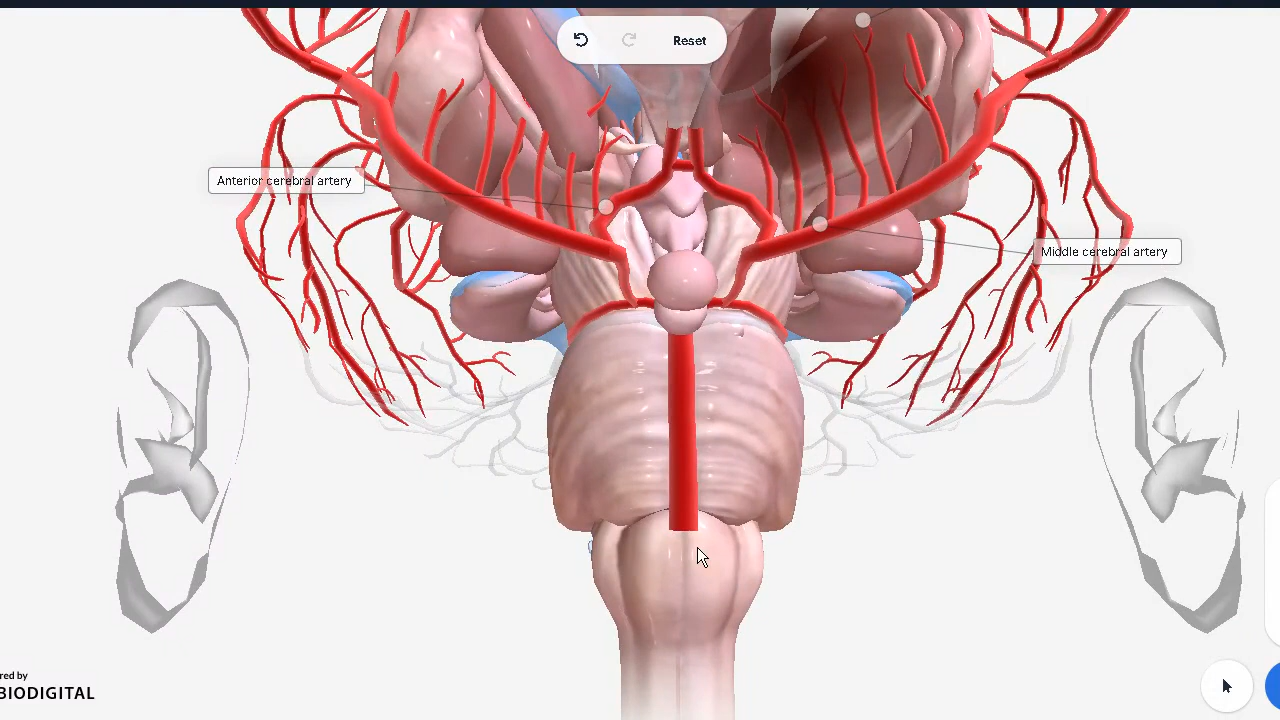 Reset
Anterior cerebral artery
Middle cerebral artery
red by
BIODIGITAL